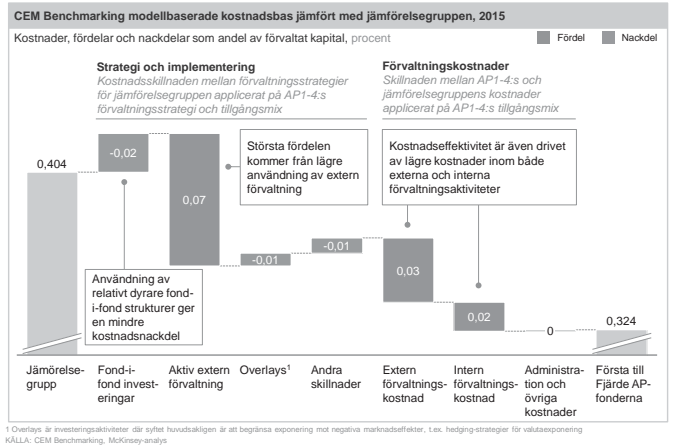 CEM Benchmarking modellbaserade kostnadsbas jämfört med jämförelsegruppen, 2015
Kostnader, fördelar och nackdelar som andel av förvaltat kapital, procent
Fördel
Nackdel
Strategi och implementering
Kostnadsskillnaden mellan förvaltningsstrategier
för jämförelsegruppen applicerat på AP1-4:s
förvaltningsstrategi och tillgångsmix
Förvaltningskostnader
Skillnaden mellan AP1-4:s och
jämförelsegruppens kostnader
applicerat på AP1-4:s tillgångsmix
0,404
-0,02
0,07
-0,01
-0,01
0,03
0,02
0
0,324
Största fördelen
kommer från lägre
användning av extern
förvaltning
Kostnadseffektivitet är även drivet
av lägre kostnader inom både
externa och interna
förvaltningsaktiviteter
Användning av
relativt dyrare fond-
i-fond strukturer ger
en mindre
kostnadsnackdel
Jämörelse-
grupp
Fond-i-
fond invest-
eringar
Aktiv extern
förvaltning
Overlays¹
Andra
skillnader
Extern
förvaltnings-
kostnad
Intern
förvaltnings-
kostnad
Administra-
tion och
övriga
kostnader
Första till
Fjärde AP-
fonderna
1 Overlays är investeringsaktiviteter där syftet huvudsakligen är att begränsa exponering mot negativa marknadseffekter, t.ex. hedging-strategier för valutaexponering
KÄLLA: CEM Benchmarking, McKinsey-analys